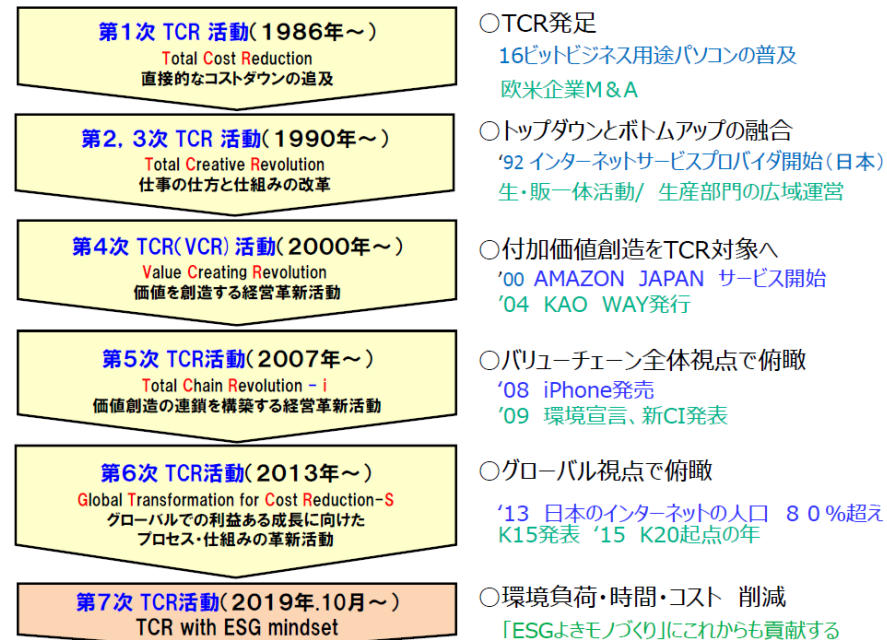 第1次 TCR 活動(1986年～)
Total Cost Reduction
直接的なコストダウンの追及
○TCR発足
16ビットビジネス用途パソコンの普及
欧米企業M&A
第2, 3次 TCR 活動(1990年～)
Total Creative Revolution
仕事の仕方と仕組みの改革
○トップダウンとボトムアップの融合
‘92 インターネットサービスプロバイダ開始(日本)
生・販一体活動/ 生産部門の広域運営
第4次 TCR(VCR) 活動(2000年～)
Value Creating Revolution
価値を創造する経営革新活動
○付加価値創造をTCR対象へ
’00 AMAZON JAPAN サービス開始
’04 KAO WAY発行
第5次 TCR活動(2007年～)
Total Chain Revolution - i
価値創造の連鎖を構築する経営革新活動
○バリューチェーン全体視点で俯瞰
‘08 iPhone発売
’09 環境宣言、新CI発表
第6次 TCR活動(2013年～)
Global Transformation for Cost Reduction-S
グローバルでの利益ある成長に向けた
プロセス・仕組みの革新活動
○グローバル視点で俯瞰
‘13 日本のインターネットの人口 80%超え
K15発表 ‘15 K20起点の年
第7次 TCR活動(2019年.10月～)
TCR with ESG mindset
○環境負荷・時間・コスト 削減
「ESGよきモノづくり」にこれからも貢献する